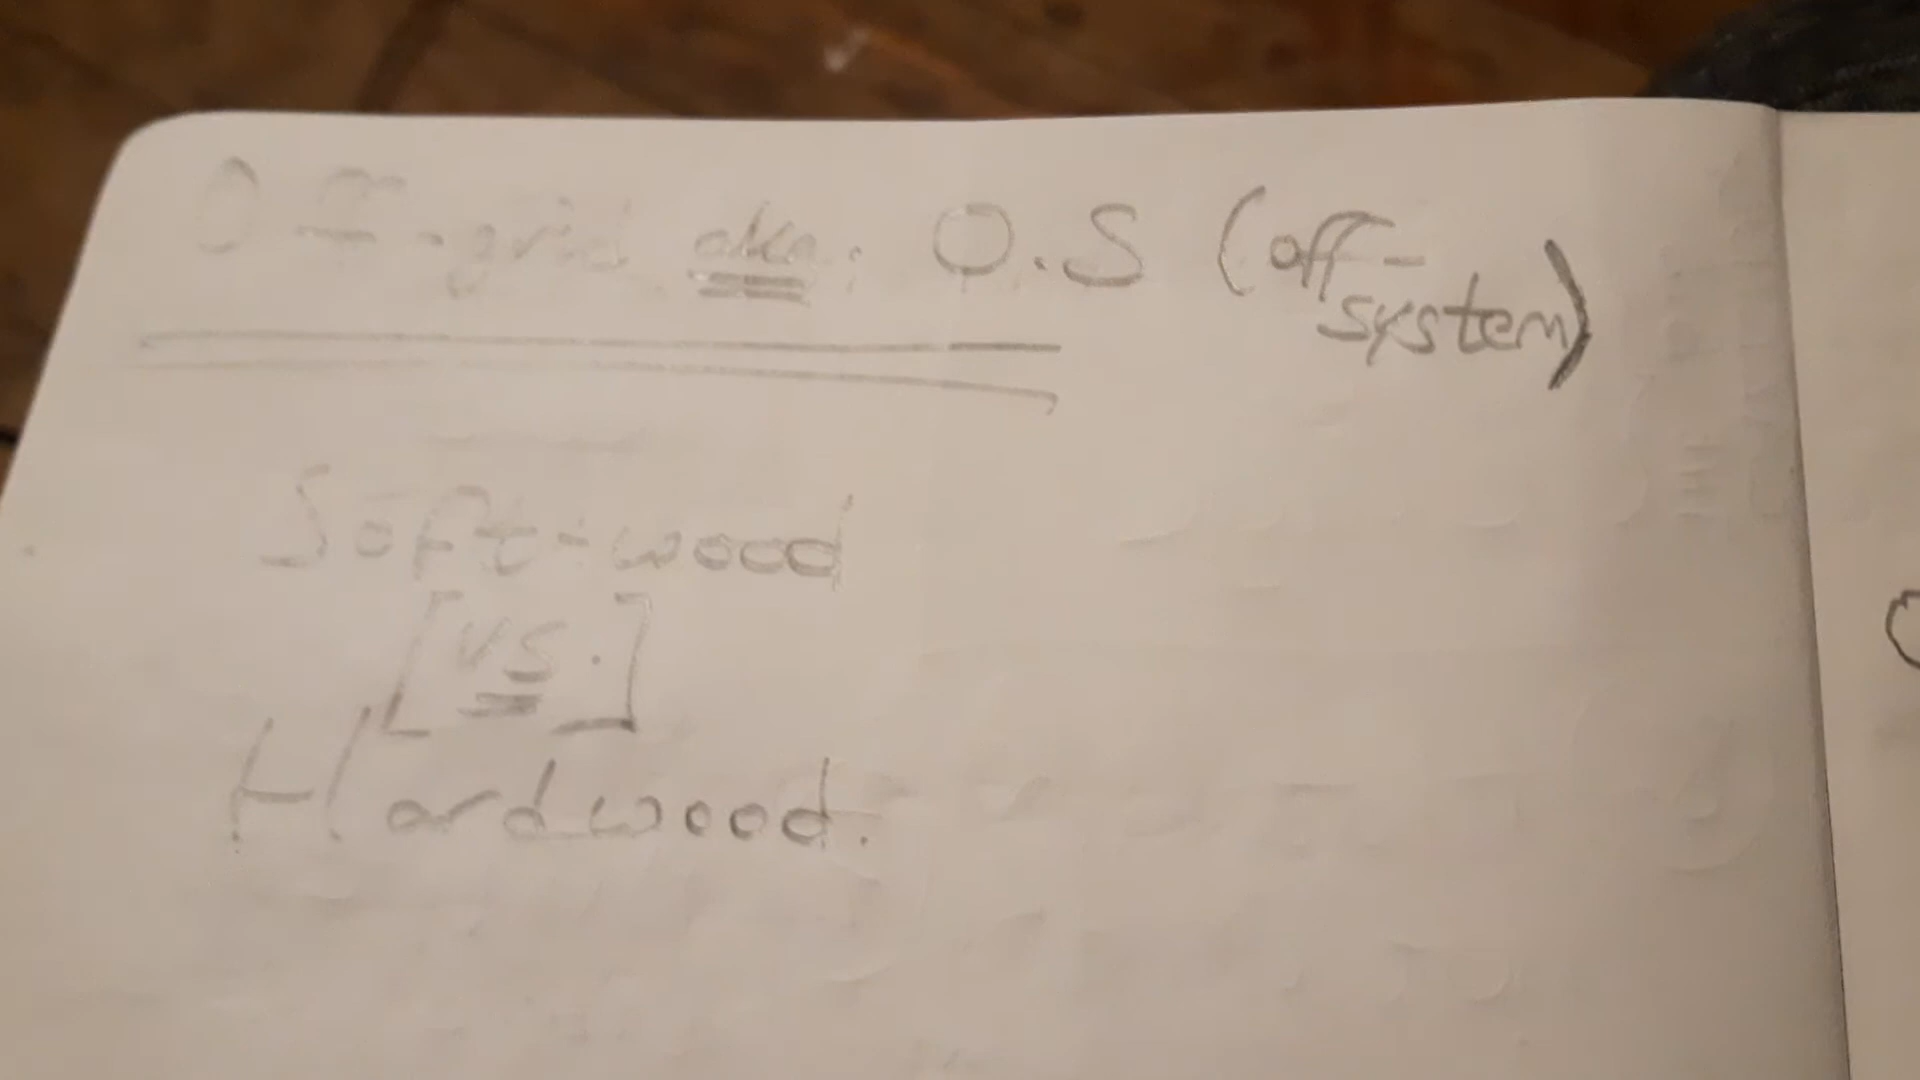 Off-grid aka: O.S (off-
system)
Soft-wood
[vs.]
Hardwood.